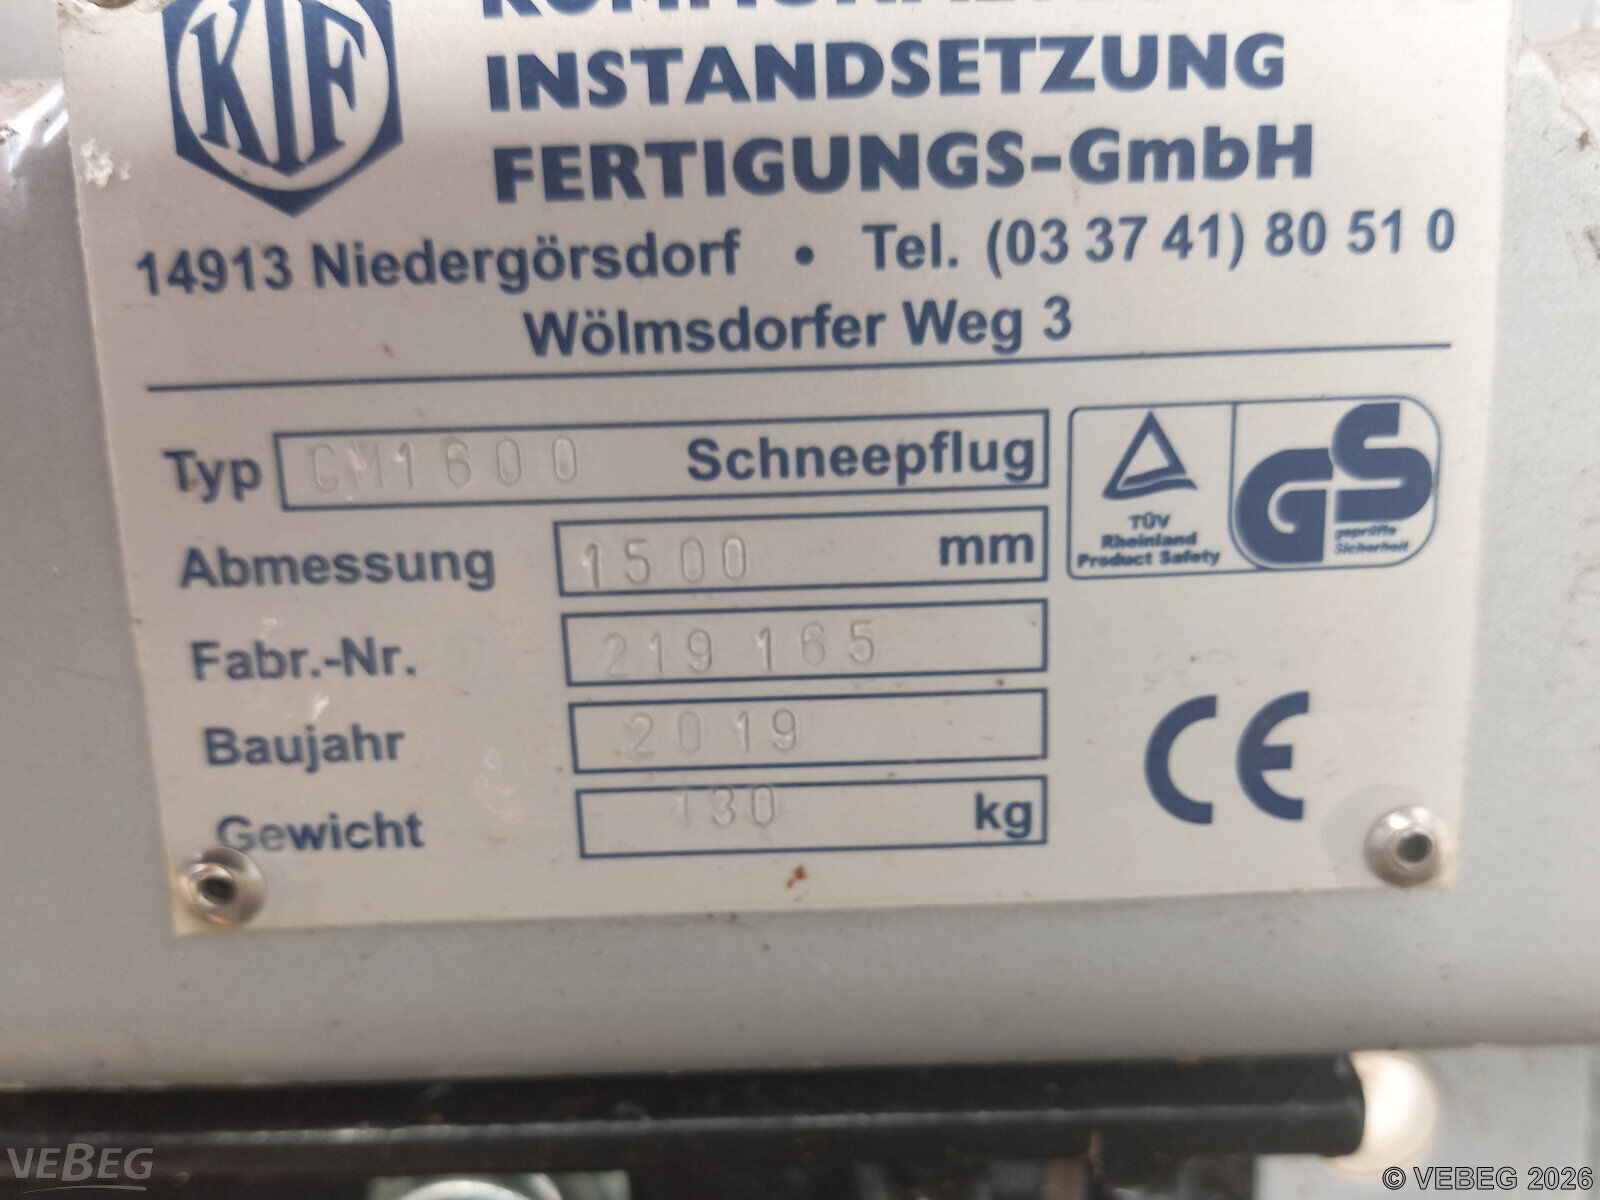 KIF
INSTANDSETZUNG
FERTIGUNGS-GmbH
14913 Niedergörsdorf • Tel. (03 37 41) 80 51 0
Wölmsdorfer Weg 3
Typ CM1600 Schneepflug
Abmessung 1500 mm
Fabr.-Nr. 219 165
Baujahr 2019
Gewicht 130 kg
TÜV
Rheinland
Product Safety
GS
geprüfte
Sicherheit
CE
VEBEG
© VEBEG 2026